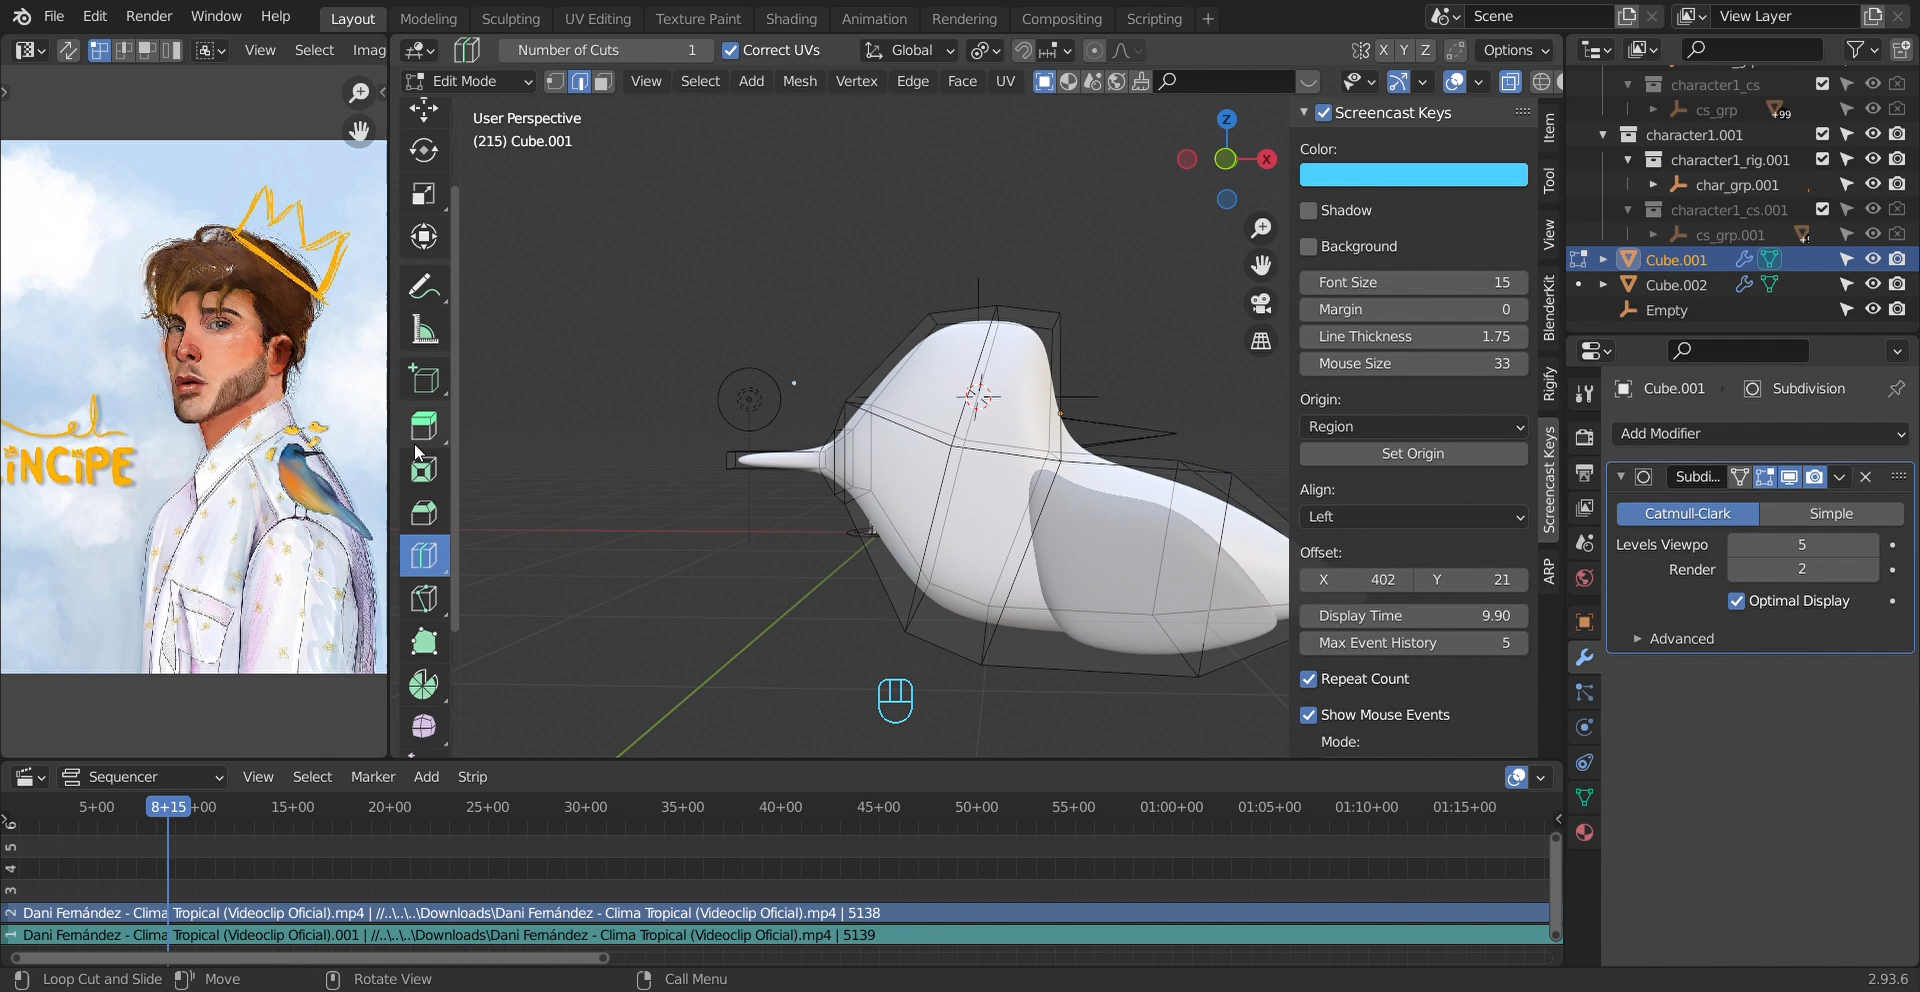 File Edit Render Window Help Layout Modeling Sculpting UV Editing Texture Paint Shading Animation Rendering Compositing Scripting + Scene View Layer
View Select Imag Number of Cuts 1 Correct UVs Global X Y Z Options
Edit Mode View Select Add Mesh Vertex Edge Face UV
User Perspective
(215) Cube.001
Z
X
el
iNCiPE
Screencast Keys
Color:
Shadow
Background
Font Size 15
Margin 0
Line Thickness 1.75
Mouse Size 33
Origin:
Region
Set Origin
Align:
Left
Offset:
X 402 Y 21
Display Time 9.90
Max Event History 5
Repeat Count
Show Mouse Events
Mode:
Item
Tool
View
BlenderKit
Rigify
Screencast Keys
ARP
character1_cs
cs_grp +99
character1.001
character1_rig.001
char_grp.001
character1_cs.001
cs_grp.001
Cube.001
Cube.002
Empty
Cube.001 Subdivision
Add Modifier
Subdi...
Catmull-Clark Simple
Levels Viewpo 5
Render 2
Optimal Display
Advanced
Sequencer View Select Marker Add Strip
5+00 8+15 +00 15+00 20+00 25+00 30+00 35+00 40+00 45+00 50+00 55+00 01:00+00 01:05+00 01:10+00 01:15+00
6
5
4
3
2 Dani Fernández - Clima Tropical (Videoclip Oficial).mp4 | //..\..\..\Downloads\Dani Fernández - Clima Tropical (Videoclip Oficial).mp4 | 5138
1 Dani Fernández - Clima Tropical (Videoclip Oficial).001 | //..\..\..\Downloads\Dani Fernández - Clima Tropical (Videoclip Oficial).mp4 | 5139
Loop Cut and Slide Move Rotate View Call Menu 2.93.6